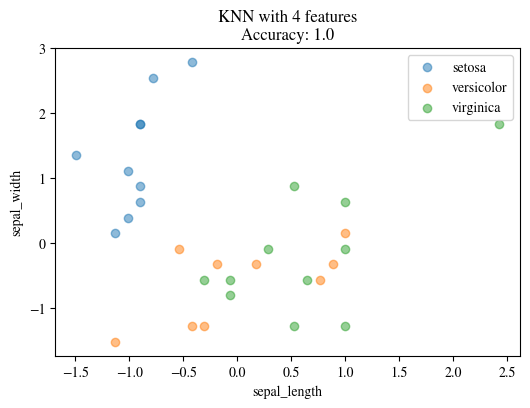 KNN with 4 features
Accuracy: 1.0
setosa
versicolor
virginica
3
2
1
0
−1
sepal_width
−1.5 −1.0 −0.5 0.0 0.5 1.0 1.5 2.0 2.5
sepal_length